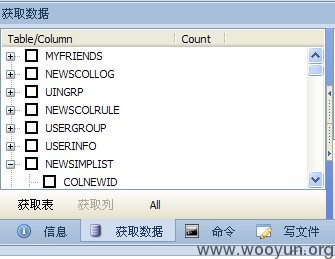 获取数据
Table/Column Count
MYFRIENDS
NEWSCOLLOG
UINGRP
NEWSCOLRULE
USERGROUP
USERINFO
NEWSIMPLIST
COLNEWID
获取表 获取列 All
信息 获取数据 命令 写文件
www.wooyun.org